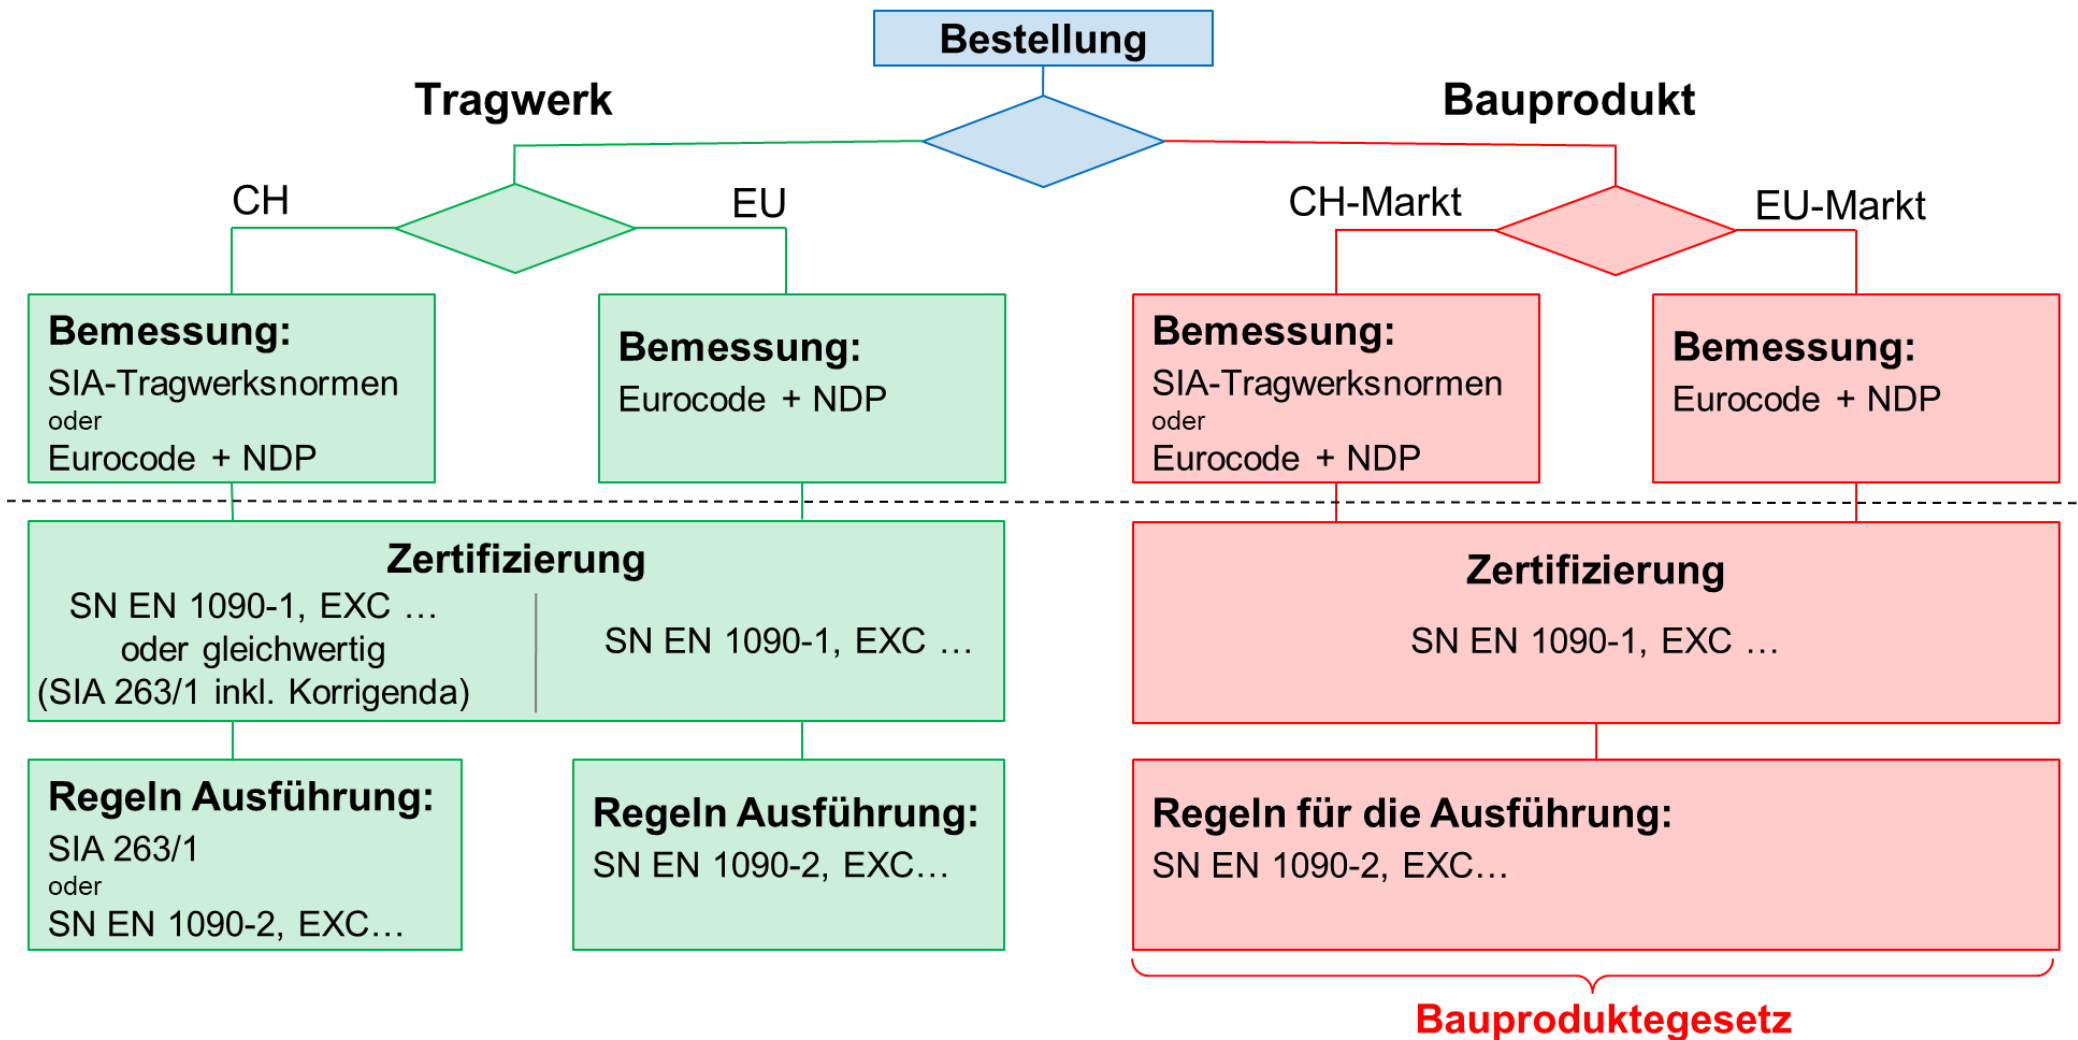 Bestellung
Tragwerk
Bauprodukt
CH
EU
CH-Markt
EU-Markt
Bemessung:
SIA-Tragwerksnormen
oder
Eurocode + NDP
Bemessung:
Eurocode + NDP
Bemessung:
SIA-Tragwerksnormen
oder
Eurocode + NDP
Bemessung:
Eurocode + NDP
Zertifizierung
SN EN 1090-1, EXC …
oder gleichwertig
(SIA 263/1 inkl. Korrigenda)
SN EN 1090-1, EXC …
Zertifizierung
SN EN 1090-1, EXC …
Regeln Ausführung:
SIA 263/1
oder
SN EN 1090-2, EXC…
Regeln Ausführung:
SN EN 1090-2, EXC…
Regeln für die Ausführung:
SN EN 1090-2, EXC…
Bauproduktegesetz